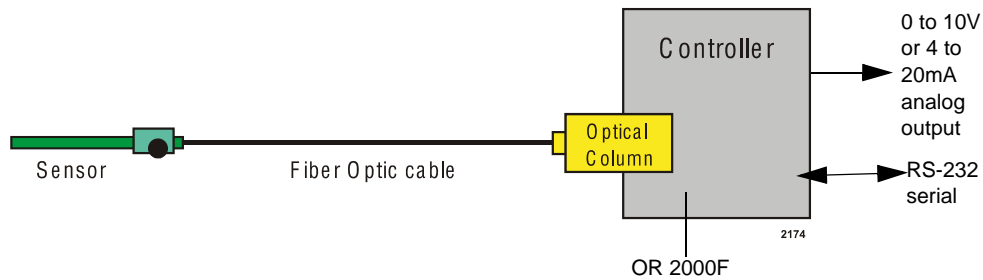 Controller
0 to 10V
or 4 to
20mA
analog
output
Optical
Column
Sensor
Fiber Optic cable
RS-232
serial
2174
OR 2000F